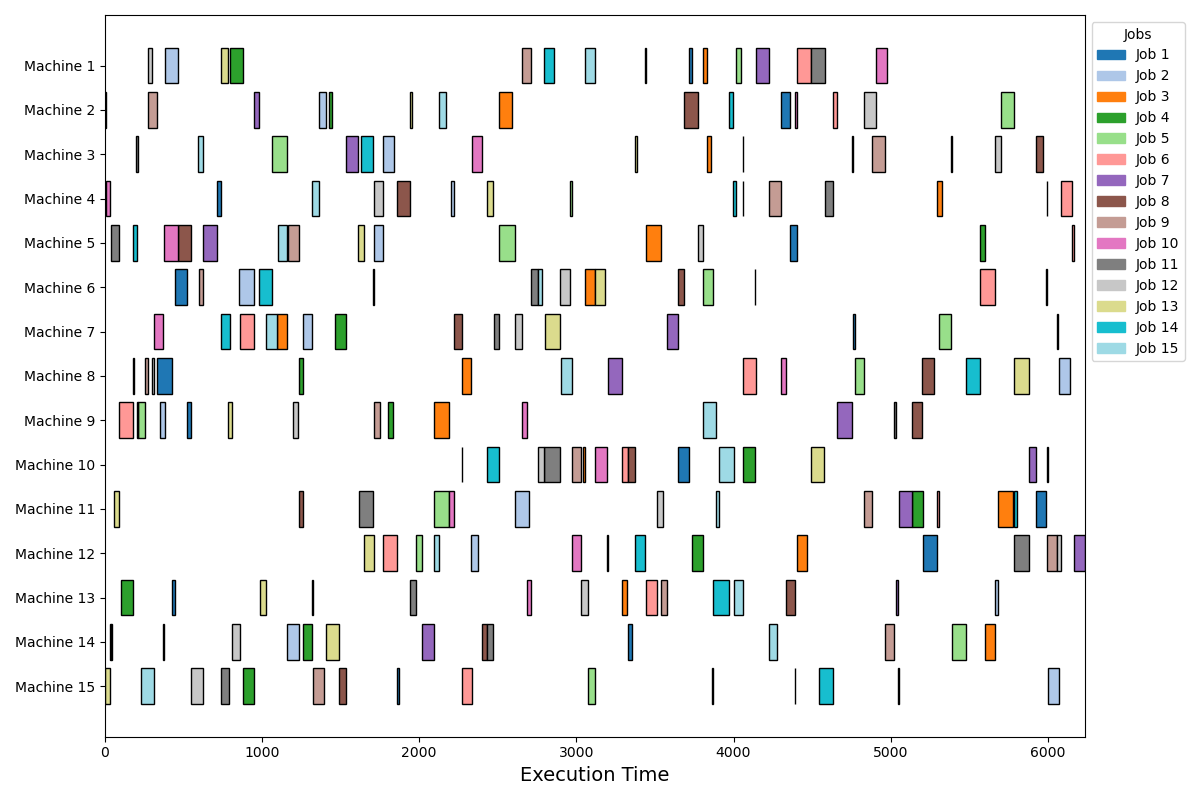 Machine 1
Machine 2
Machine 3
Machine 4
Machine 5
Machine 6
Machine 7
Machine 8
Machine 9
Machine 10
Machine 11
Machine 12
Machine 13
Machine 14
Machine 15
0 1000 2000 3000 4000 5000 6000
Execution Time
Jobs
Job 1
Job 2
Job 3
Job 4
Job 5
Job 6
Job 7
Job 8
Job 9
Job 10
Job 11
Job 12
Job 13
Job 14
Job 15